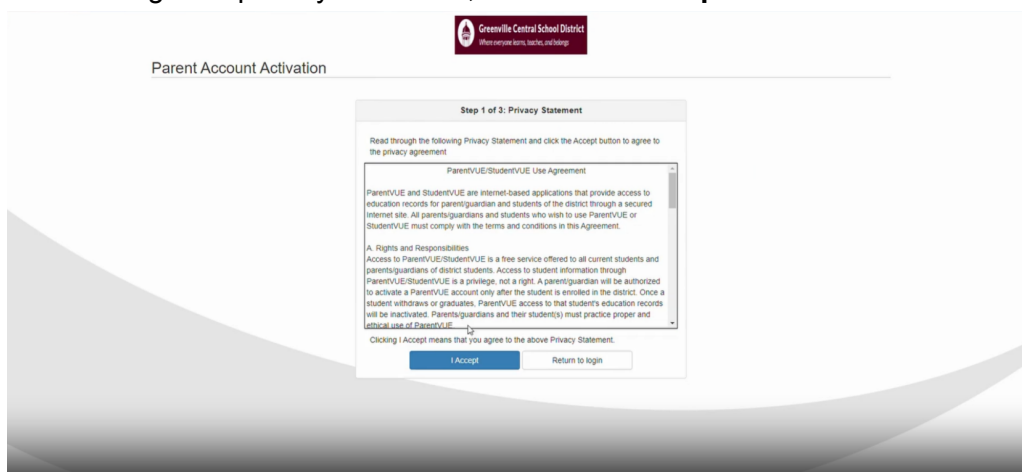 Greenville Central School District
Where everyone learns, teaches, and belongs
Parent Account Activation
Step 1 of 3: Privacy Statement
Read through the following Privacy Statement and click the Accept button to agree to
the privacy agreement
ParentVUE/StudentVUE Use Agreement
ParentVUE and StudentVUE are internet-based applications that provide access to
education records for parent/guardian and students of the district through a secured
Internet site. All parents/guardians and students who wish to use ParentVUE or
StudentVUE must comply with the terms and conditions in this Agreement.
A. Rights and Responsibilities
Access to ParentVUE/StudentVUE is a free service offered to all current students and
parents/guardians of district students. Access to student information through
ParentVUE/StudentVUE is a privilege, not a right. A parent/guardian will be authorized
to activate a ParentVUE account only after the student is enrolled in the district. Once a
student withdraws or graduates, ParentVUE access to that student's education records
will be inactivated. Parents/guardians and their student(s) must practice proper and
ethical use of ParentVUE
Clicking I Accept means that you agree to the above Privacy Statement.
I Accept
Return to login